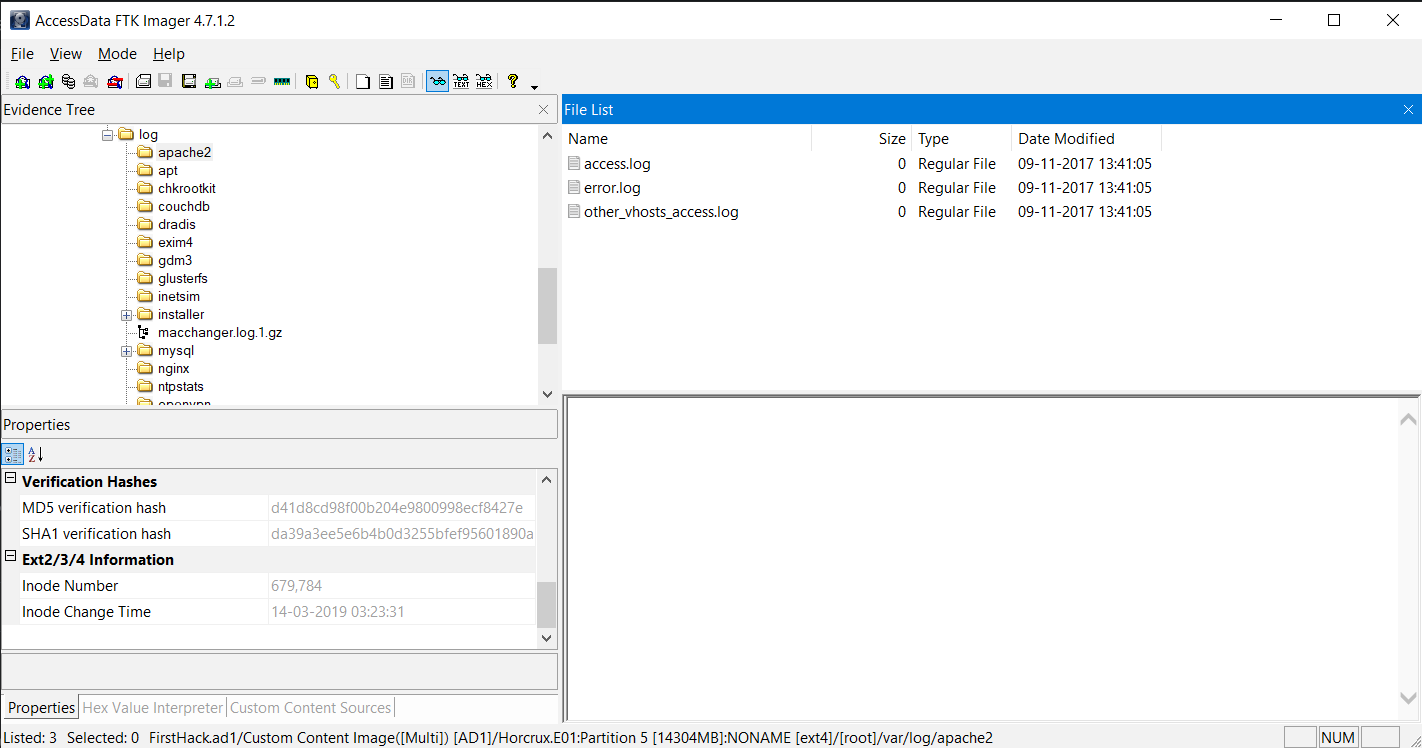 AccessData FTK Imager 4.7.1.2
File View Mode Help
TEXT HEX
Evidence Tree
log
apache2
apt
chkrootkit
couchdb
dradis
exim4
gdm3
glusterfs
inetsim
installer
macchanger.log.1.gz
mysql
nginx
ntpstats
openvpn
Properties
Verification Hashes
MD5 verification hash d41d8cd98f00b204e9800998ecf8427e
SHA1 verification hash da39a3ee5e6b4b0d3255bfef95601890a
Ext2/3/4 Information
Inode Number 679,784
Inode Change Time 14-03-2019 03:23:31
Properties Hex Value Interpreter Custom Content Sources
File List
Name Size Type Date Modified
access.log 0 Regular File 09-11-2017 13:41:05
error.log 0 Regular File 09-11-2017 13:41:05
other_vhosts_access.log 0 Regular File 09-11-2017 13:41:05
Listed: 3 Selected: 0 FirstHack.ad1/Custom Content Image([Multi]) [AD1]/Horcrux.E01:Partition 5 [14304MB]:NONAME [ext4]/[root]/var/log/apache2
NUM